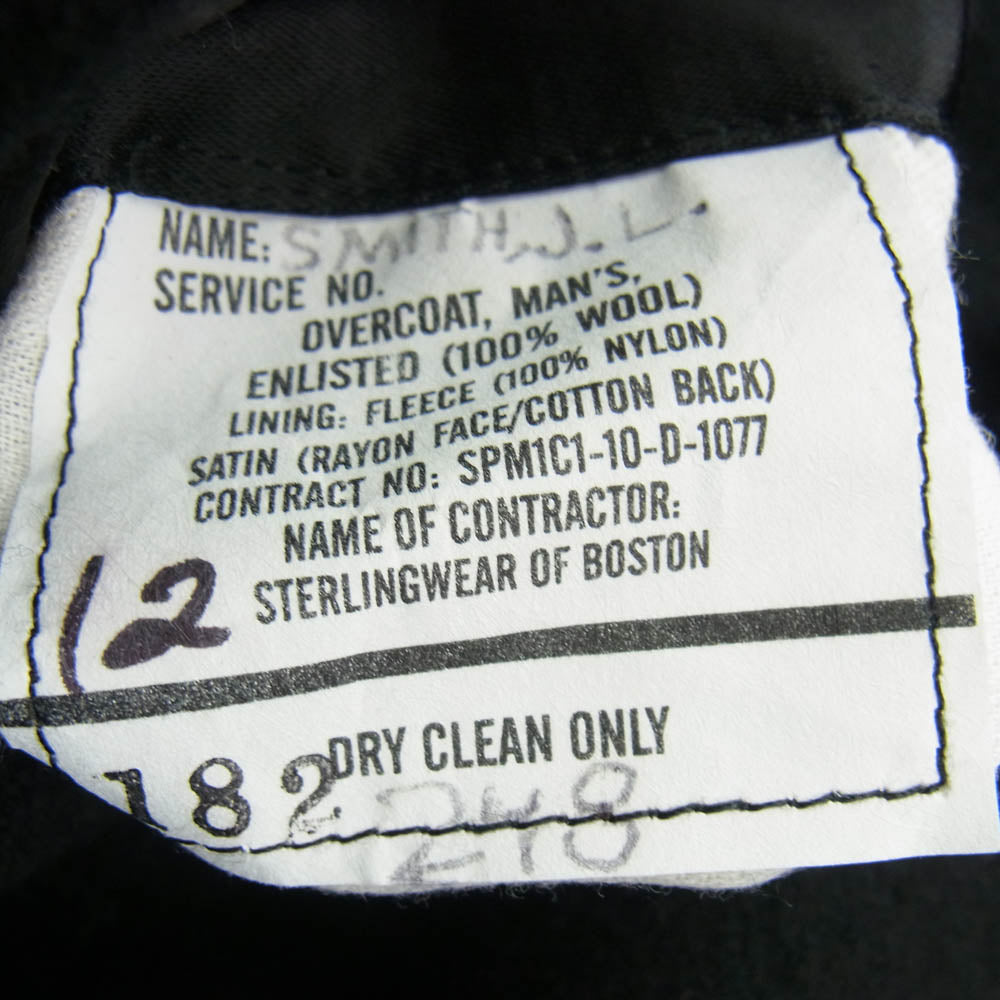 NAME: SMITH, J. L.
SERVICE NO.
OVERCOAT, MAN'S,
ENLISTED (100% WOOL)
LINING: FLEECE (100% NYLON)
SATIN (RAYON FACE/COTTON BACK)
CONTRACT NO: SPM1C1-10-D-1077
NAME OF CONTRACTOR:
STERLINGWEAR OF BOSTON
12
DRY CLEAN ONLY
182
248